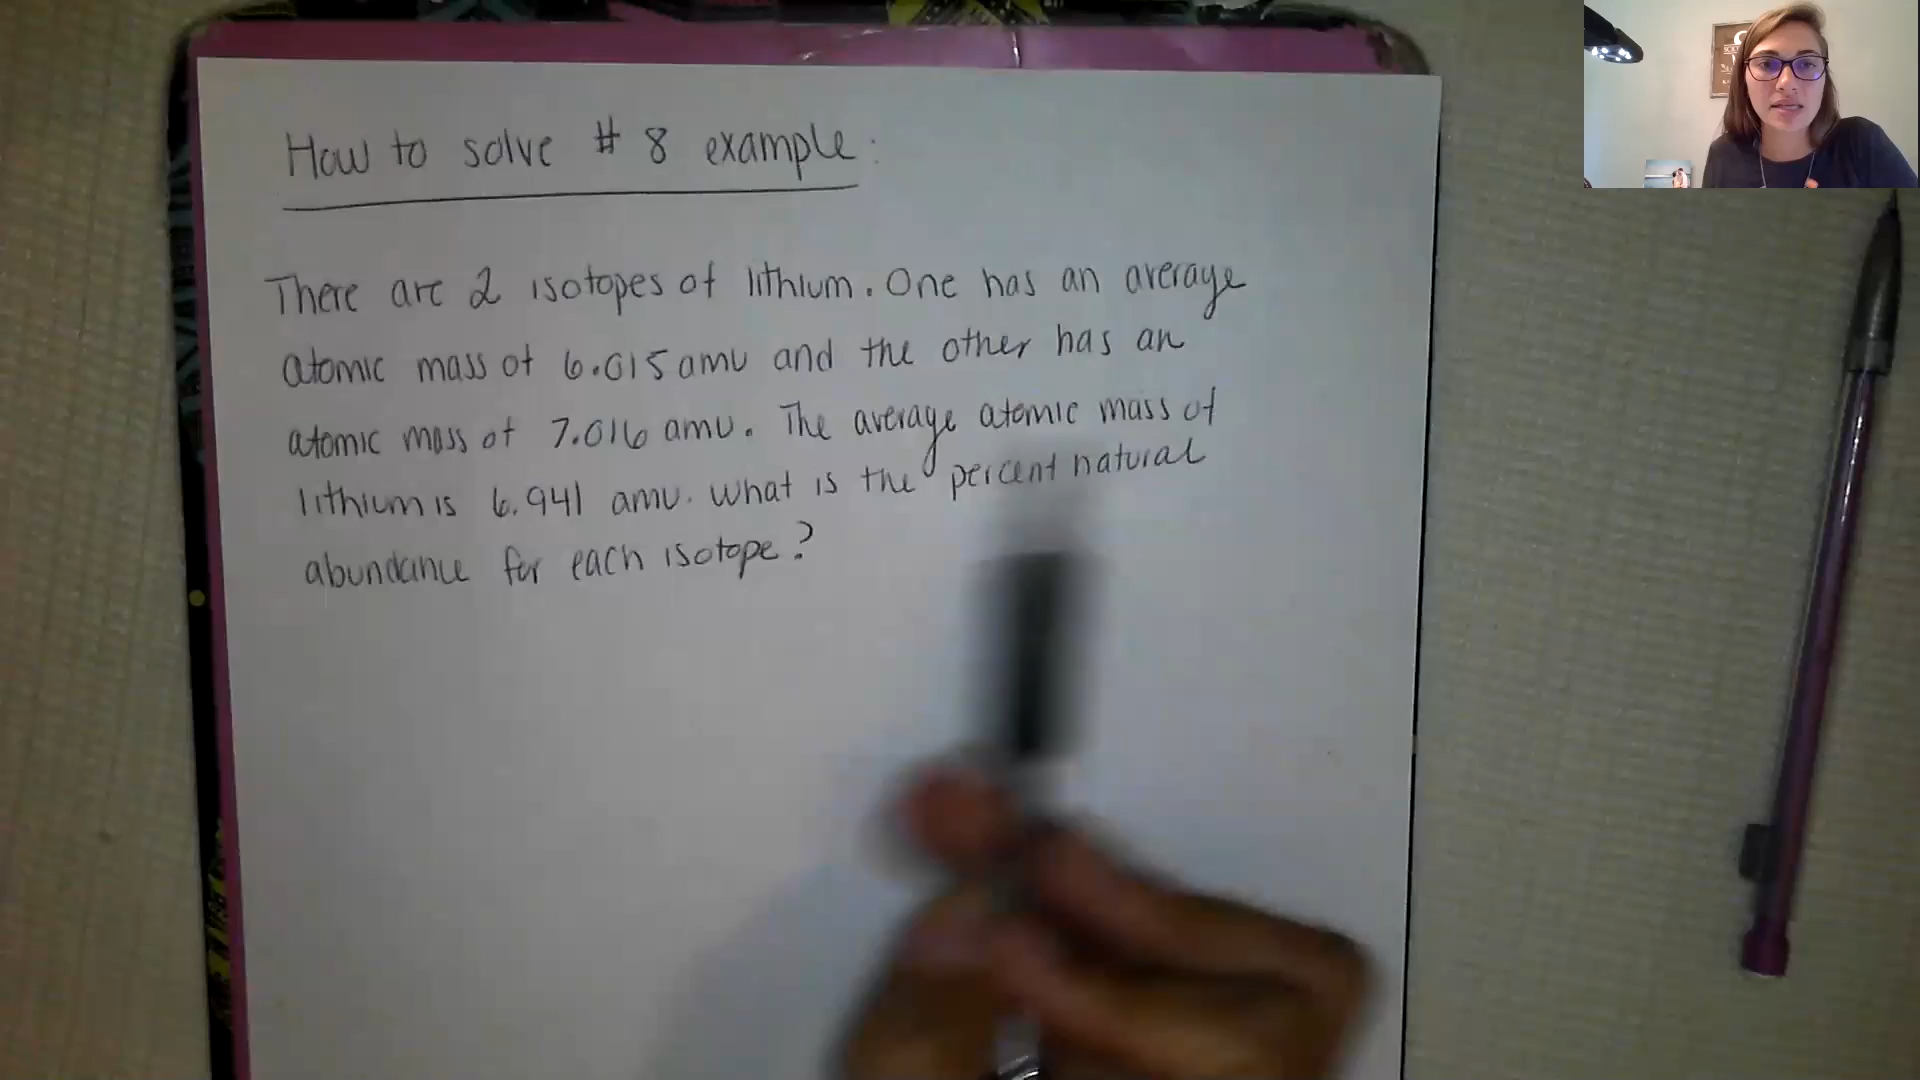 How to solve # 8 example:
There are 2 isotopes of lithium. One has an average
atomic mass of 6.015 amu and the other has an
atomic mass of 7.016 amu. The average atomic mass of
lithium is 6.941 amu. What is the percent natural
abundance for each isotope?